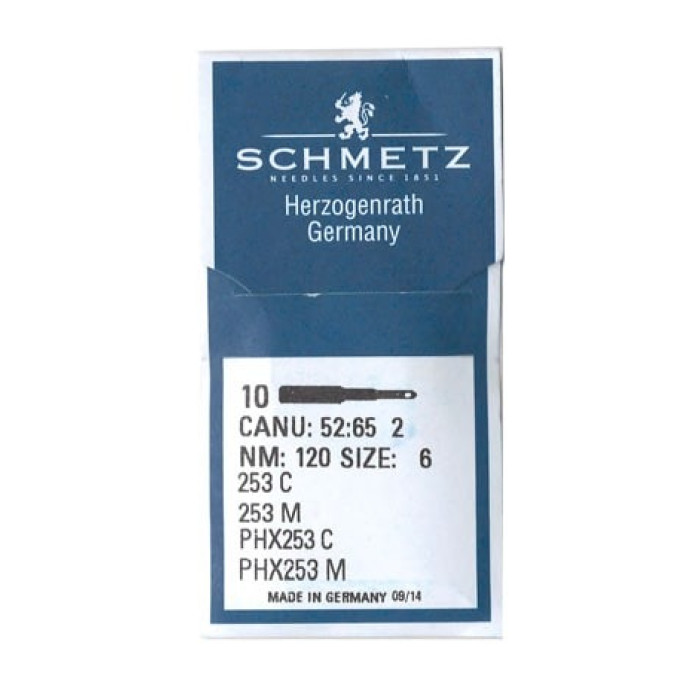 SCHMETZ
NEEDLES SINCE 1851
Herzogenrath
Germany
10
CANU: 52:65 2
NM: 120 SIZE: 6
253 C
253 M
PHX253 C
PHX253 M
MADE IN GERMANY 09/14